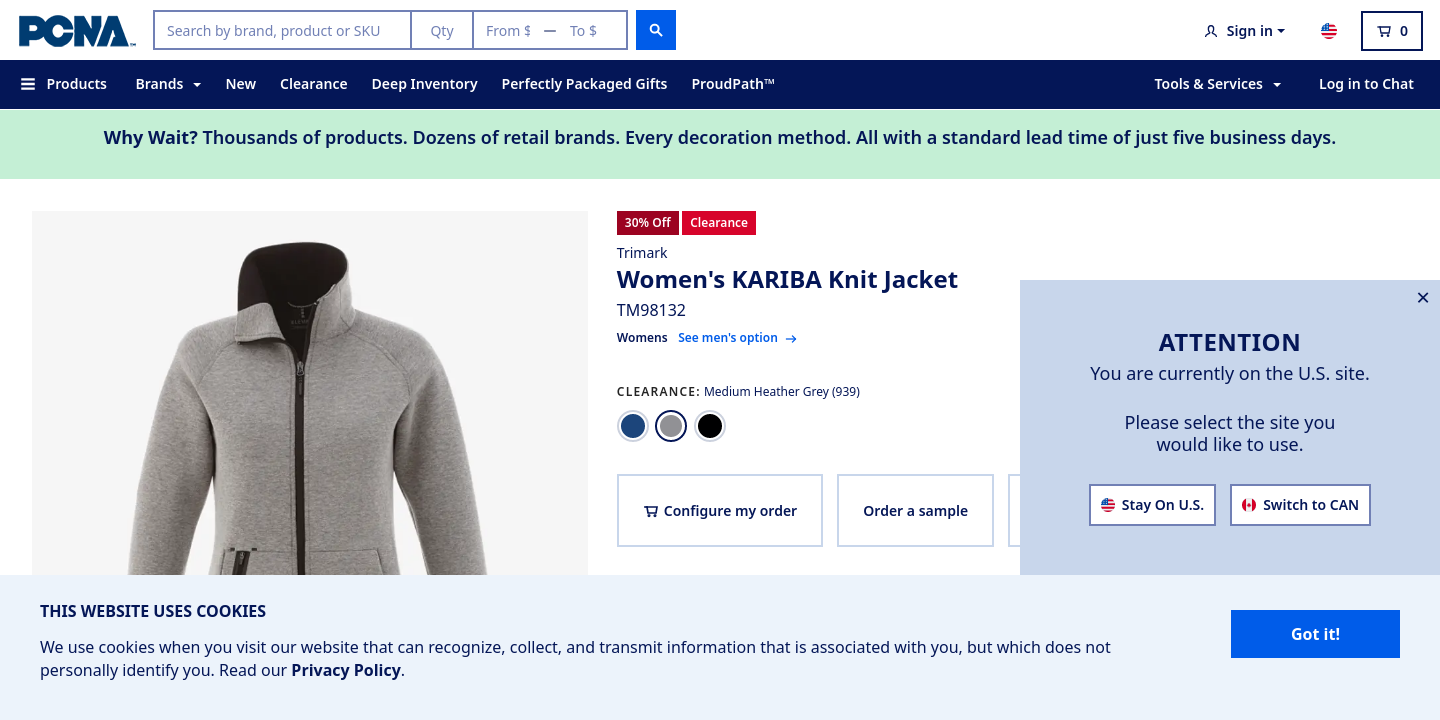 PCNA™
Search by brand, product or SKU
Qty
From $ — To $
Sign in
0
Products
Brands
New
Clearance
Deep Inventory
Perfectly Packaged Gifts
ProudPath™
Tools & Services
Log in to Chat
Why Wait? Thousands of products. Dozens of retail brands. Every decoration method. All with a standard lead time of just five business days.
30% Off
Clearance
Trimark
Women's KARIBA Knit Jacket
TM98132
Womens See men's option →
CLEARANCE: Medium Heather Grey (939)
Configure my order
Order a sample
ATTENTION
You are currently on the U.S. site.
Please select the site you
would like to use.
Stay On U.S.
Switch to CAN
THIS WEBSITE USES COOKIES
We use cookies when you visit our website that can recognize, collect, and transmit information that is associated with you, but which does not
personally identify you. Read our Privacy Policy.
Got it!